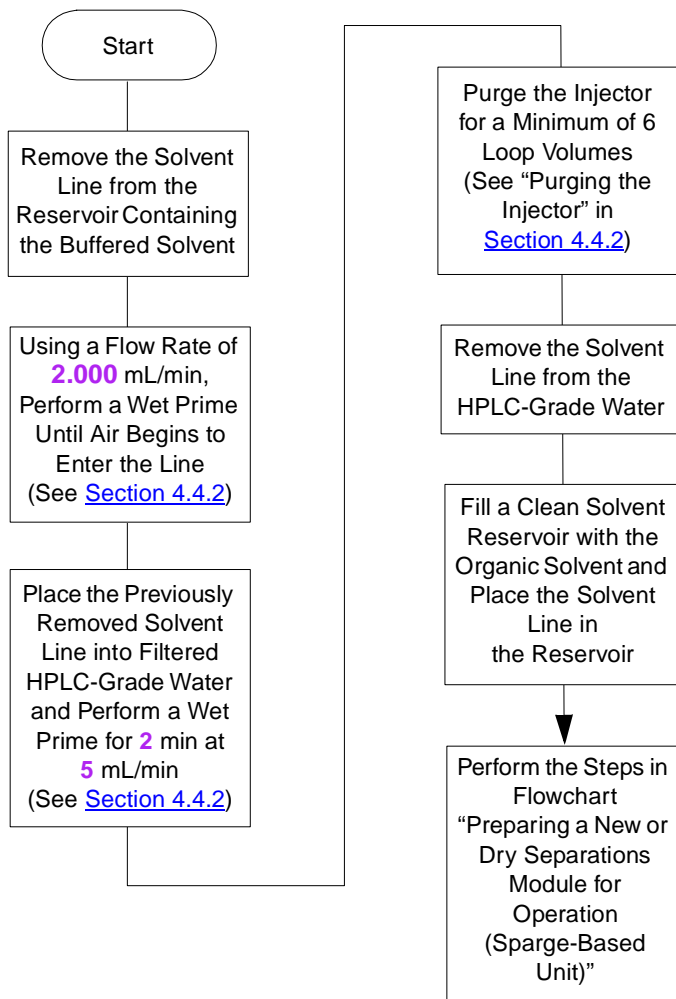 Start
Remove the Solvent
Line from the
Reservoir Containing
the Buffered Solvent
Using a Flow Rate of
2.000 mL/min,
Perform a Wet Prime
Until Air Begins to
Enter the Line
(See Section 4.4.2)
Place the Previously
Removed Solvent
Line into Filtered
HPLC-Grade Water
and Perform a Wet
Prime for 2 min at
5 mL/min
(See Section 4.4.2)
Purge the Injector
for a Minimum of 6
Loop Volumes
(See “Purging the
Injector” in
Section 4.4.2)
Remove the Solvent
Line from the
HPLC-Grade Water
Fill a Clean Solvent
Reservoir with the
Organic Solvent and
Place the Solvent
Line in
the Reservoir
Perform the Steps in
Flowchart
“Preparing a New or
Dry Separations
Module for
Operation
(Sparge-Based
Unit)”